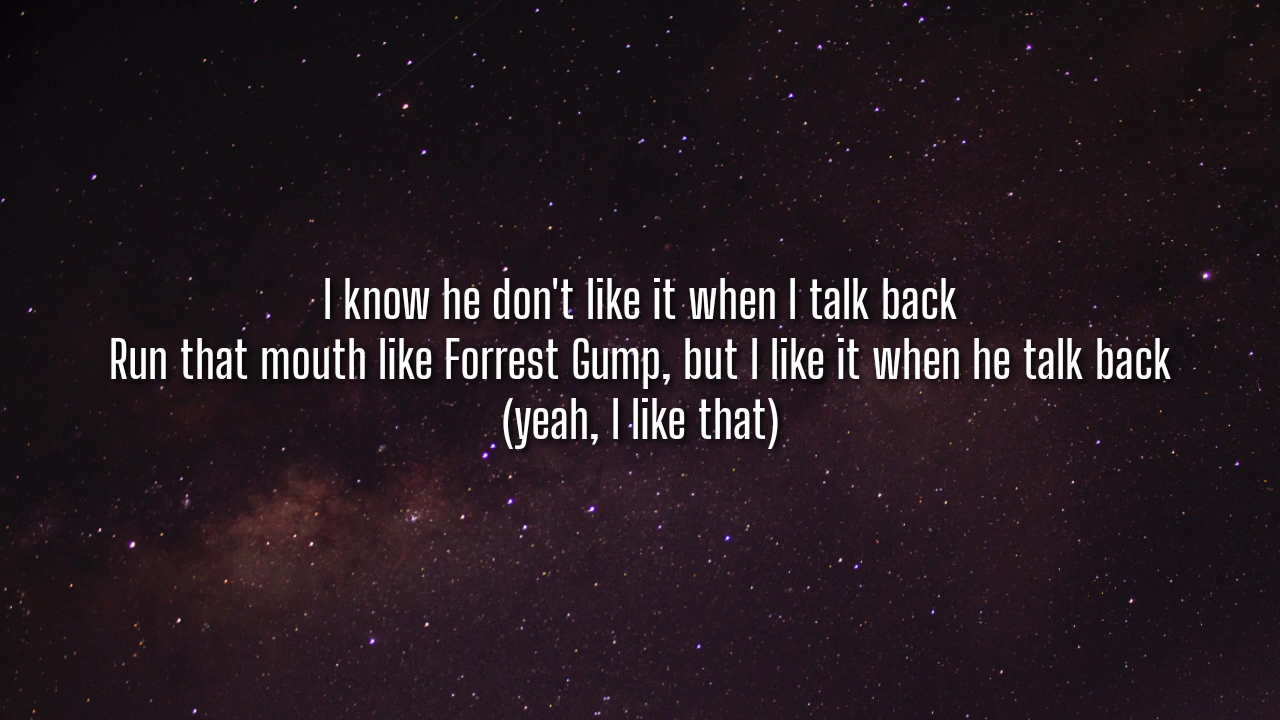 I know he don't like it when I talk back
Run that mouth like Forrest Gump, but I like it when he talk back
(yeah, I like that)